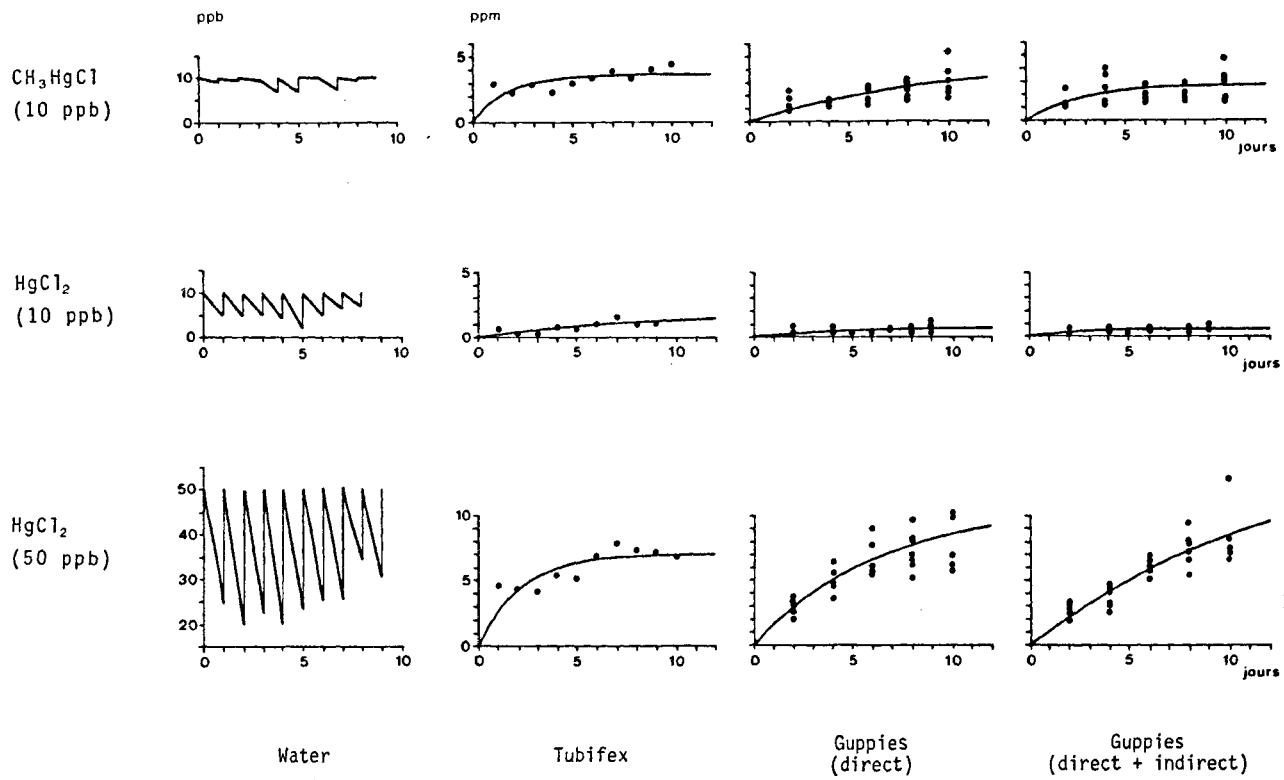 ppb
ppm
CH₃HgCl
(10 ppb)
10
0
0 5 10
5
0
0 5 10
0 5 10
0 5 10
jours
HgCl₂
(10 ppb)
10
0
0 5 10
5
0
0 5 10
0 5 10
0 5 10
jours
HgCl₂
(50 ppb)
50
40
30
20
0 5 10
10
5
0
0 5 10
0 5 10
0 5 10
jours
Water
Tubifex
Guppies
(direct)
Guppies
(direct + indirect)